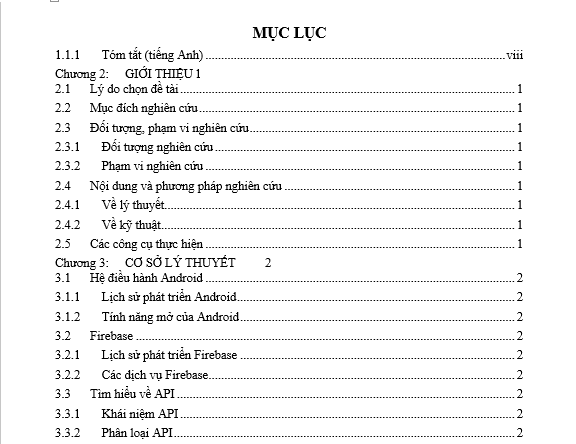 MỤC LỤC
1.1.1 Tóm tắt (tiếng Anh) viii
Chương 2: GIỚI THIỆU 1
2.1 Lý do chọn đề tài 1
2.2 Mục đích nghiên cứu 1
2.3 Đối tượng, phạm vi nghiên cứu 1
2.3.1 Đối tượng nghiên cứu 1
2.3.2 Phạm vi nghiên cứu 1
2.4 Nội dung và phương pháp nghiên cứu 1
2.4.1 Về lý thuyết 1
2.4.2 Về kỹ thuật 1
2.5 Các công cụ thực hiện 1
Chương 3: CƠ SỞ LÝ THUYẾT 2
3.1 Hệ điều hành Android 2
3.1.1 Lịch sử phát triển Android 2
3.1.2 Tính năng mở của Android 2
3.2 Firebase 2
3.2.1 Lịch sử phát triển Firebase 2
3.2.2 Các dịch vụ Firebase 2
3.3 Tìm hiểu về API 2
3.3.1 Khái niệm API 2
3.3.2 Phân loại API 2